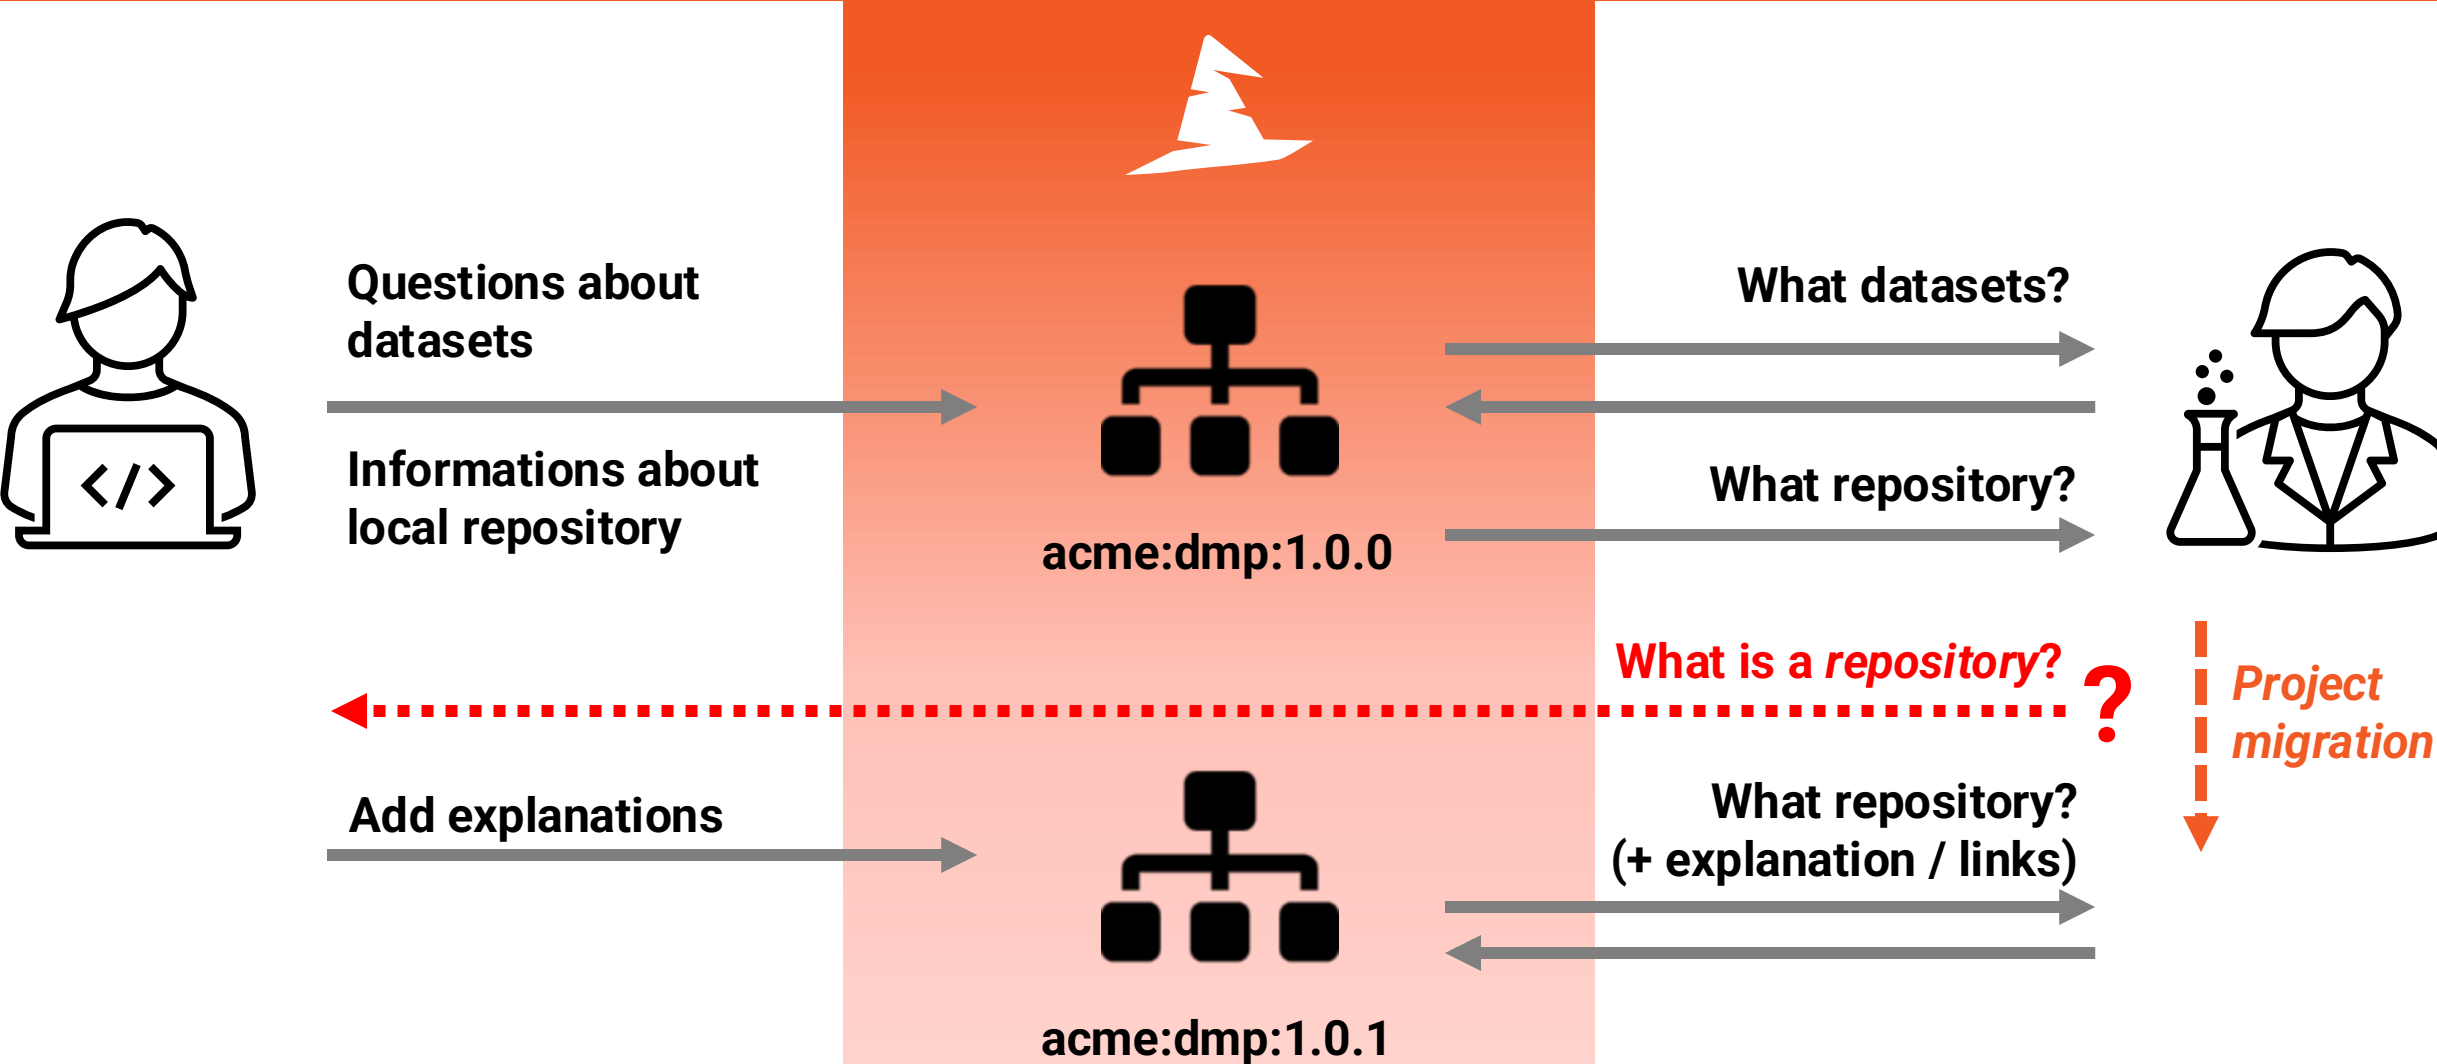 Questions about
datasets
Informations about
local repository
acme:dmp:1.0.0
What datasets?
What repository?
What is a repository?
?
Project
migration
Add explanations
What repository?
(+ explanation / links)
acme:dmp:1.0.1